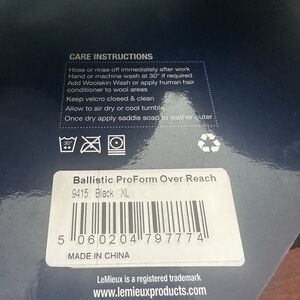 CARE INSTRUCTIONS
Hose or rinse off immediately after work
Hand or machine wash at 30° if required
Add Woolskin Wash or apply human hair
conditioner to wool areas
Keep velcro closed & clean
Allow to air dry or cool tumble
Once dry apply saddle soap to leather outer
30°
Ballistic ProForm Over Reach
9415 Black XL
5 060204 797774
MADE IN CHINA
LeMieux is a registered trademark
www.lemieuxproducts.com